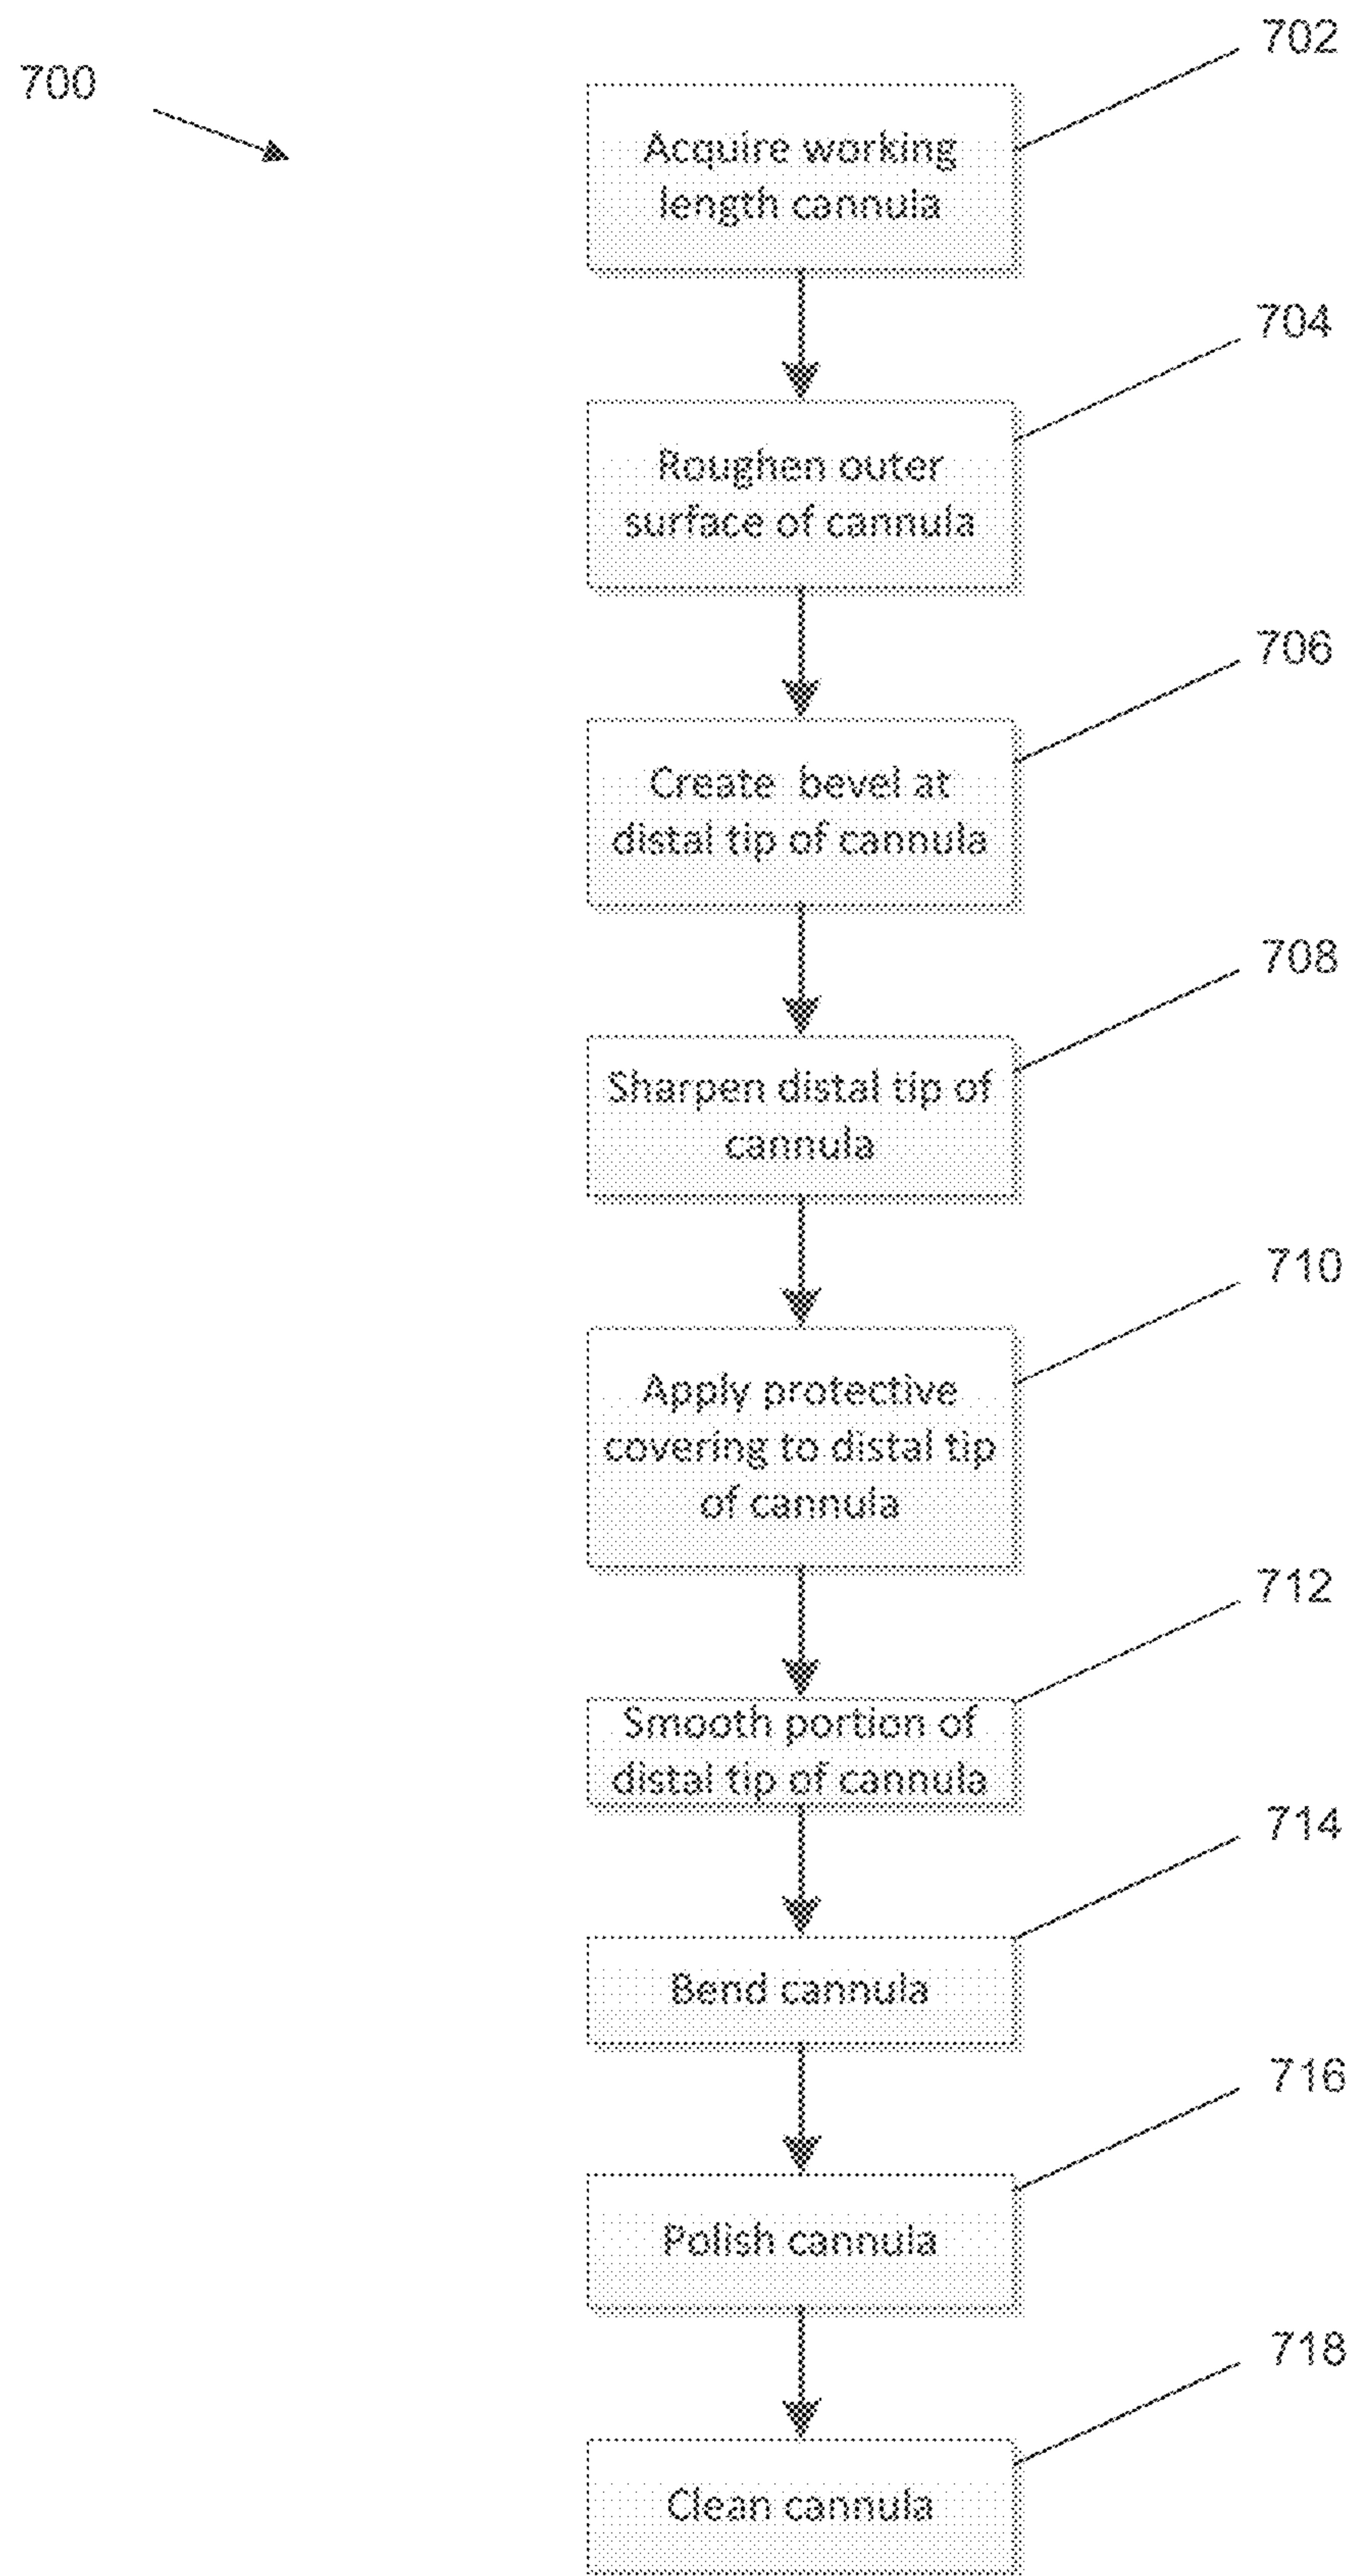 700
702
Acquire working
length cannula
704
Roughen outer
surface of cannula
706
Create bevel at
distal tip of cannula
708
Sharpen distal tip of
cannula
710
Apply protective
covering to distal tip
of cannula
712
Smooth portion of
distal tip of cannula
714
Bend cannula
716
Polish cannula
718
Clean cannula